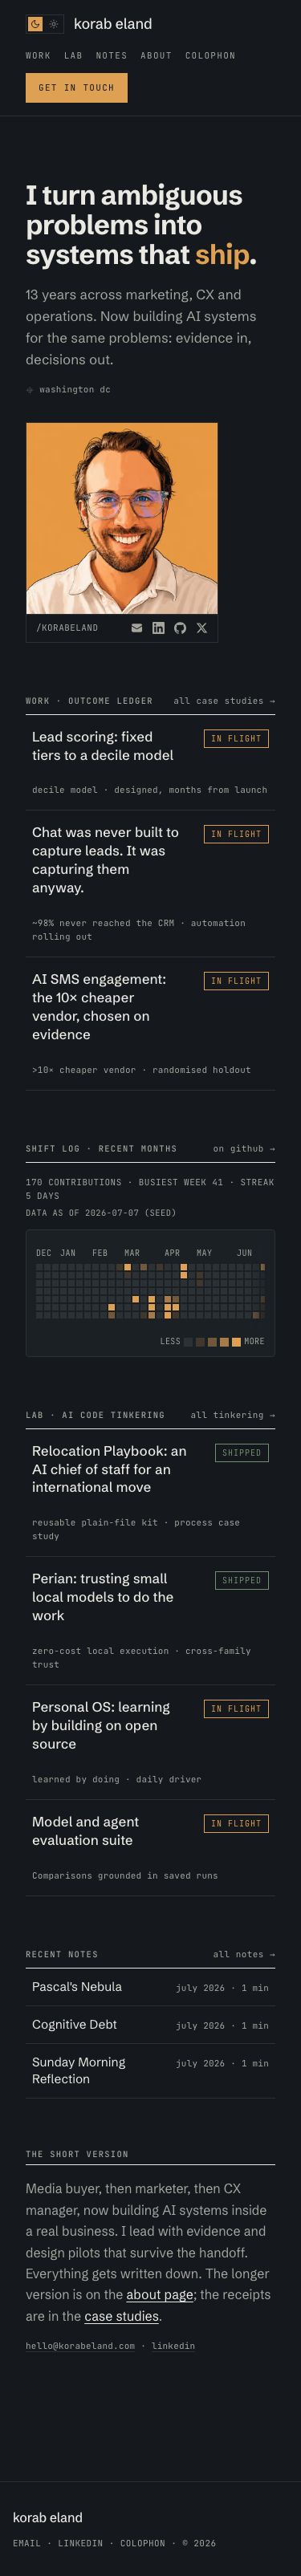 korab eland
WORK LAB NOTES ABOUT COLOPHON
GET IN TOUCH
I turn ambiguous
problems into
systems that ship.
13 years across marketing, CX and
operations. Now building AI systems
for the same problems: evidence in,
decisions out.
washington dc
/KORABELAND
WORK · OUTCOME LEDGER all case studies →
Lead scoring: fixed
tiers to a decile model
IN FLIGHT
decile model · designed, months from launch
Chat was never built to
capture leads. It was
capturing them
anyway.
IN FLIGHT
~98% never reached the CRM · automation
rolling out
AI SMS engagement:
the 10× cheaper
vendor, chosen on
evidence
IN FLIGHT
>10× cheaper vendor · randomised holdout
SHIFT LOG · RECENT MONTHS on github →
170 CONTRIBUTIONS · BUSIEST WEEK 41 · STREAK
5 DAYS
DATA AS OF 2026-07-07 (SEED)
DEC JAN FEB MAR APR MAY JUN
LESS MORE
LAB · AI CODE TINKERING all tinkering →
Relocation Playbook: an
AI chief of staff for an
international move
SHIPPED
reusable plain-file kit · process case
study
Perian: trusting small
local models to do the
work
SHIPPED
zero-cost local execution · cross-family
trust
Personal OS: learning
by building on open
source
IN FLIGHT
learned by doing · daily driver
Model and agent
evaluation suite
IN FLIGHT
Comparisons grounded in saved runs
RECENT NOTES all notes →
Pascal's Nebula july 2026 · 1 min
Cognitive Debt july 2026 · 1 min
Sunday Morning
Reflection
july 2026 · 1 min
THE SHORT VERSION
Media buyer, then marketer, then CX
manager, now building AI systems inside
a real business. I lead with evidence and
design pilots that survive the handoff.
Everything gets written down. The longer
version is on the about page; the receipts
are in the case studies.
hello@korabeland.com · linkedin
korab eland
EMAIL · LINKEDIN · COLOPHON · © 2026